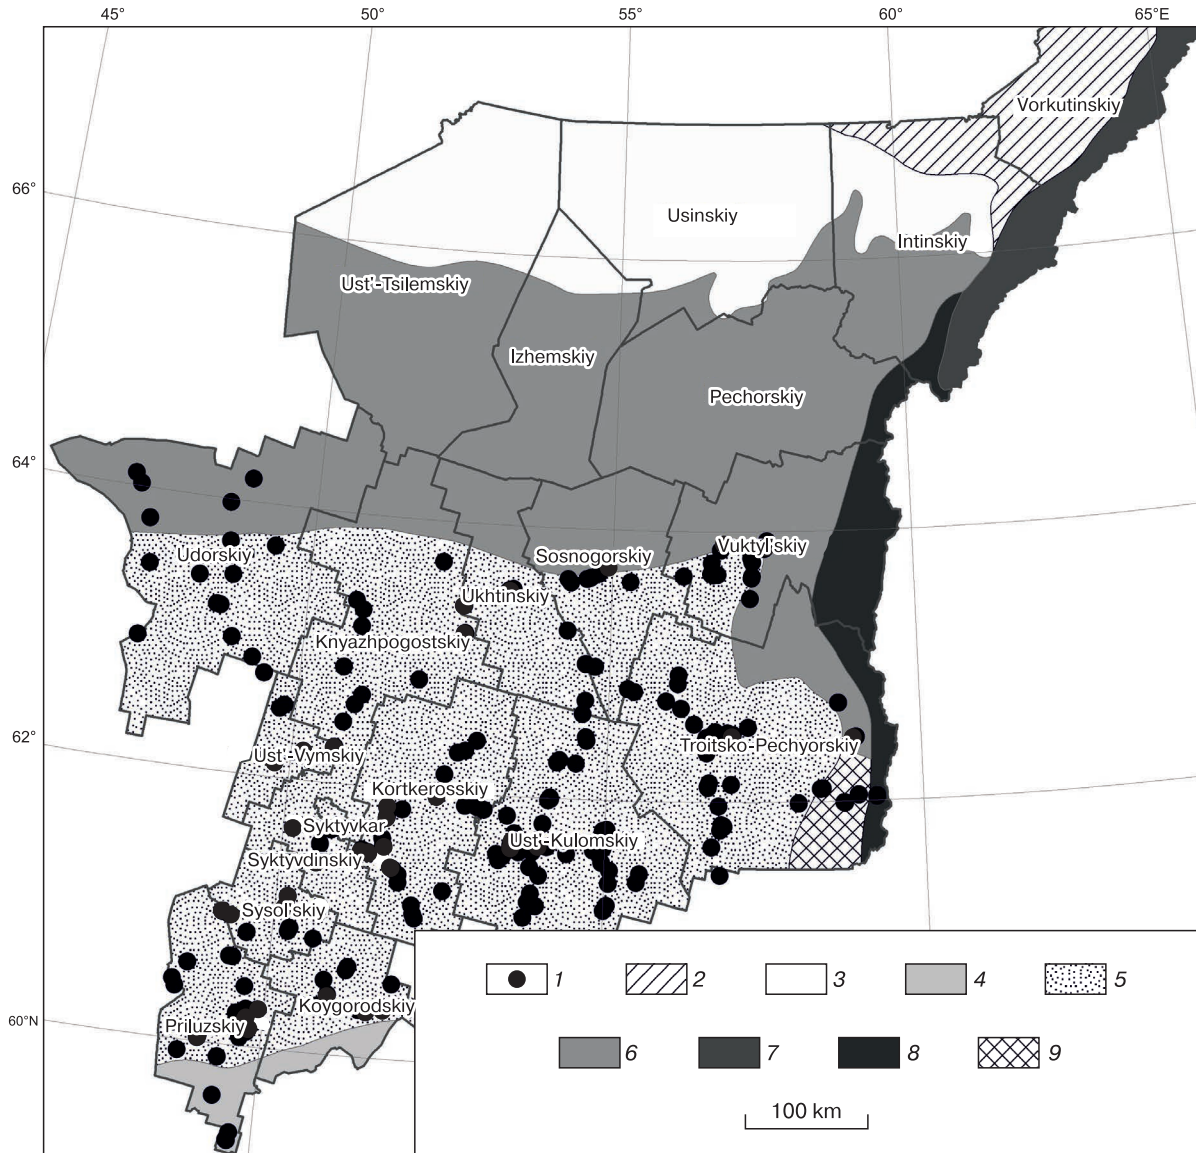 45° 50° 55° 60° 65°E
Vorkutinskiy
66°
Usinskiy
Intinskiy
Ust'-Tsilemskiy
Izhemskiy
Pechorskiy
64°
Udorskiy
Sosnogorskiy
Vuktyl'skiy
Ukhtinskiy
Knyazhpogostskiy
62°
Ust'-Vymskiy
Troitsko-Pechyorskiy
Kortkerosskiy
Syktyvkar
Ust'-Kulomskiy
Syktyvdinskiy
Sysol'skiy
Koygorodskiy
60°N
Priluzskiy
1 2 3 4 5
6 7 8 9
100 km